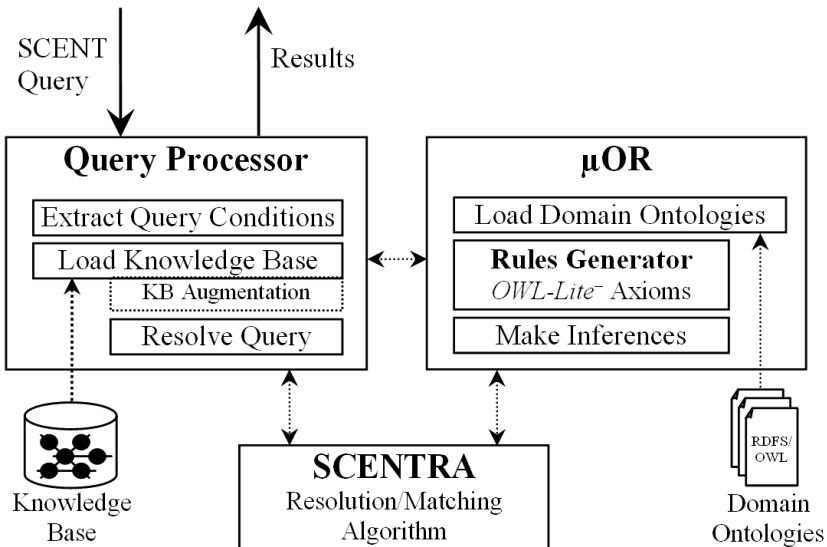 SCENT
Query
Results
Query Processor
Extract Query Conditions
Load Knowledge Base
KB Augmentation
Resolve Query
µOR
Load Domain Ontologies
Rules Generator
OWL-Lite⁻ Axioms
Make Inferences
SCENTRA
Resolution/Matching
Algorithm
Knowledge
Base
RDFS/
OWL
Domain
Ontologies